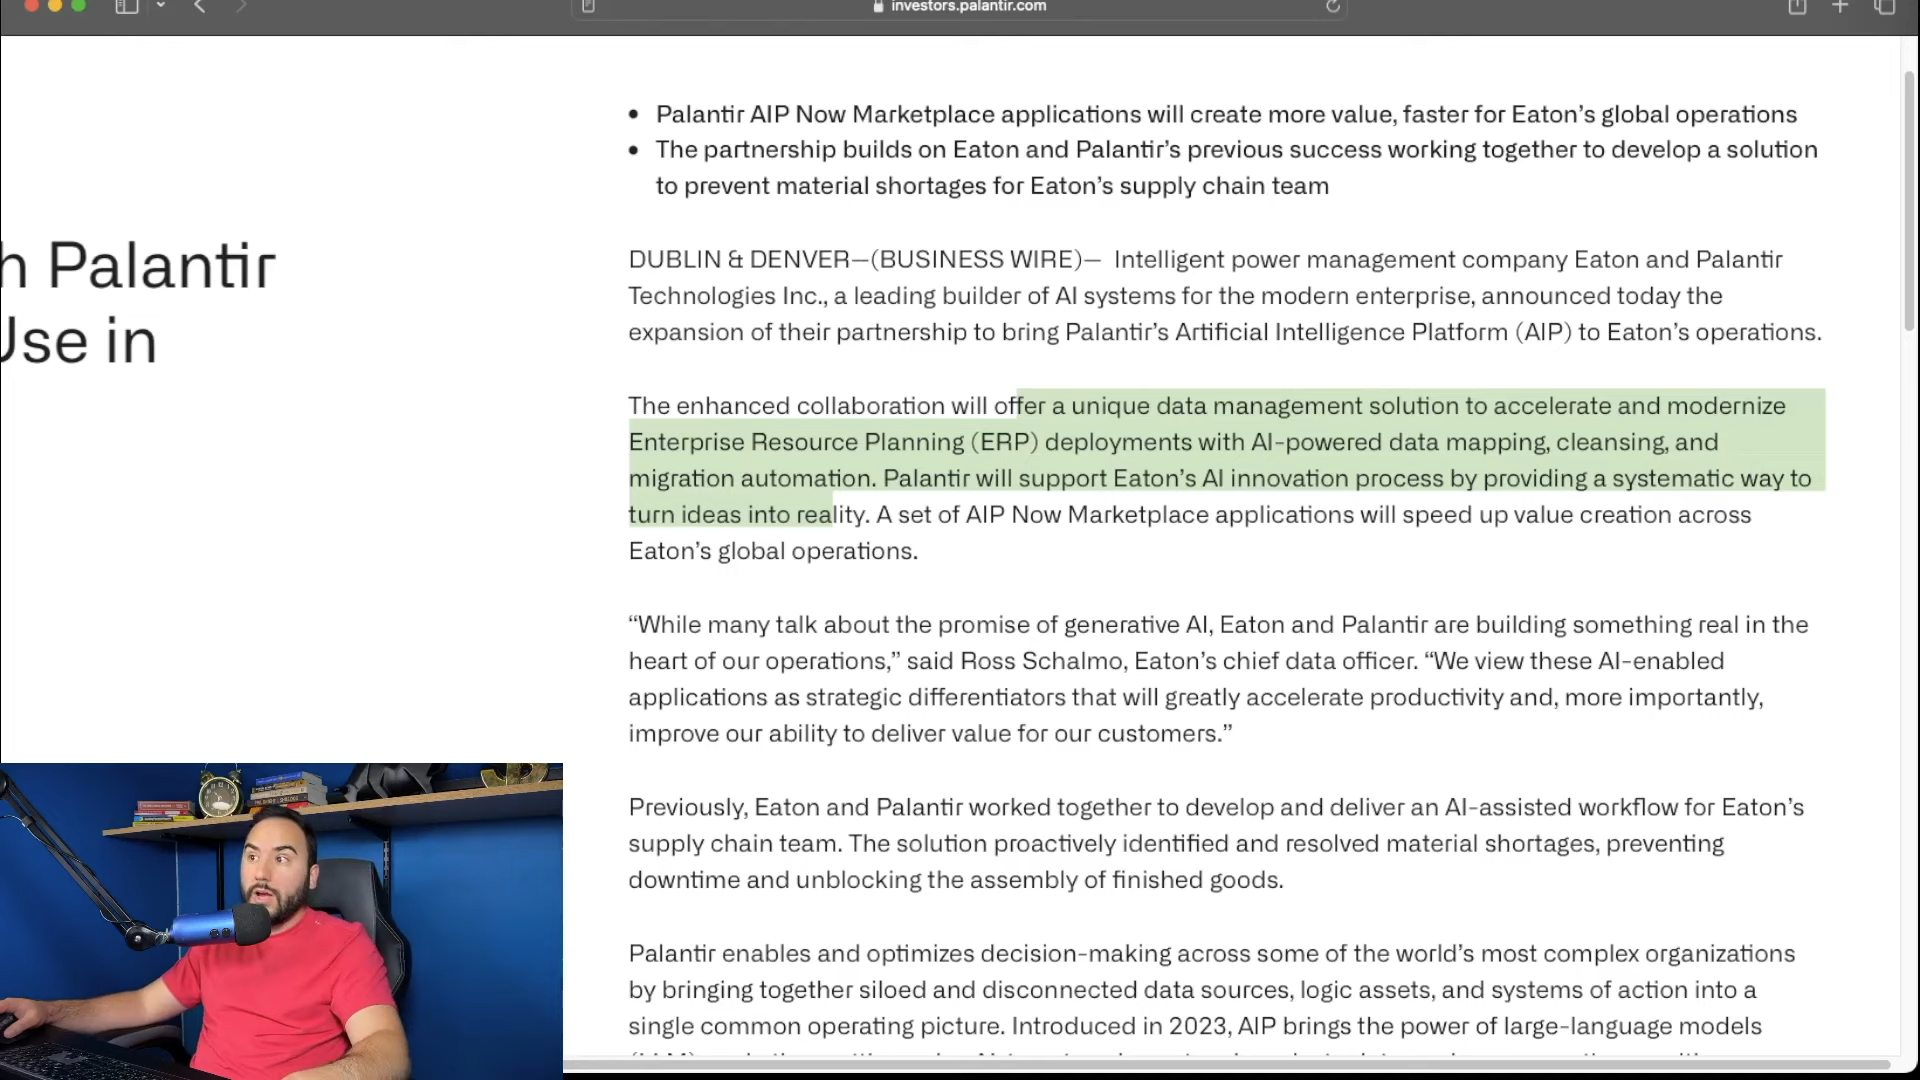 investors.palantir.com
h Palantir
Use in
• Palantir AIP Now Marketplace applications will create more value, faster for Eaton’s global operations
• The partnership builds on Eaton and Palantir’s previous success working together to develop a solution
to prevent material shortages for Eaton’s supply chain team
DUBLIN & DENVER—(BUSINESS WIRE)— Intelligent power management company Eaton and Palantir
Technologies Inc., a leading builder of AI systems for the modern enterprise, announced today the
expansion of their partnership to bring Palantir’s Artificial Intelligence Platform (AIP) to Eaton’s operations.
The enhanced collaboration will offer a unique data management solution to accelerate and modernize
Enterprise Resource Planning (ERP) deployments with AI-powered data mapping, cleansing, and
migration automation. Palantir will support Eaton’s AI innovation process by providing a systematic way to
turn ideas into reality. A set of AIP Now Marketplace applications will speed up value creation across
Eaton’s global operations.
“While many talk about the promise of generative AI, Eaton and Palantir are building something real in the
heart of our operations,” said Ross Schalmo, Eaton’s chief data officer. “We view these AI-enabled
applications as strategic differentiators that will greatly accelerate productivity and, more importantly,
improve our ability to deliver value for our customers.”
Previously, Eaton and Palantir worked together to develop and deliver an AI-assisted workflow for Eaton’s
supply chain team. The solution proactively identified and resolved material shortages, preventing
downtime and unblocking the assembly of finished goods.
Palantir enables and optimizes decision-making across some of the world’s most complex organizations
by bringing together siloed and disconnected data sources, logic assets, and systems of action into a
single common operating picture. Introduced in 2023, AIP brings the power of large-language models